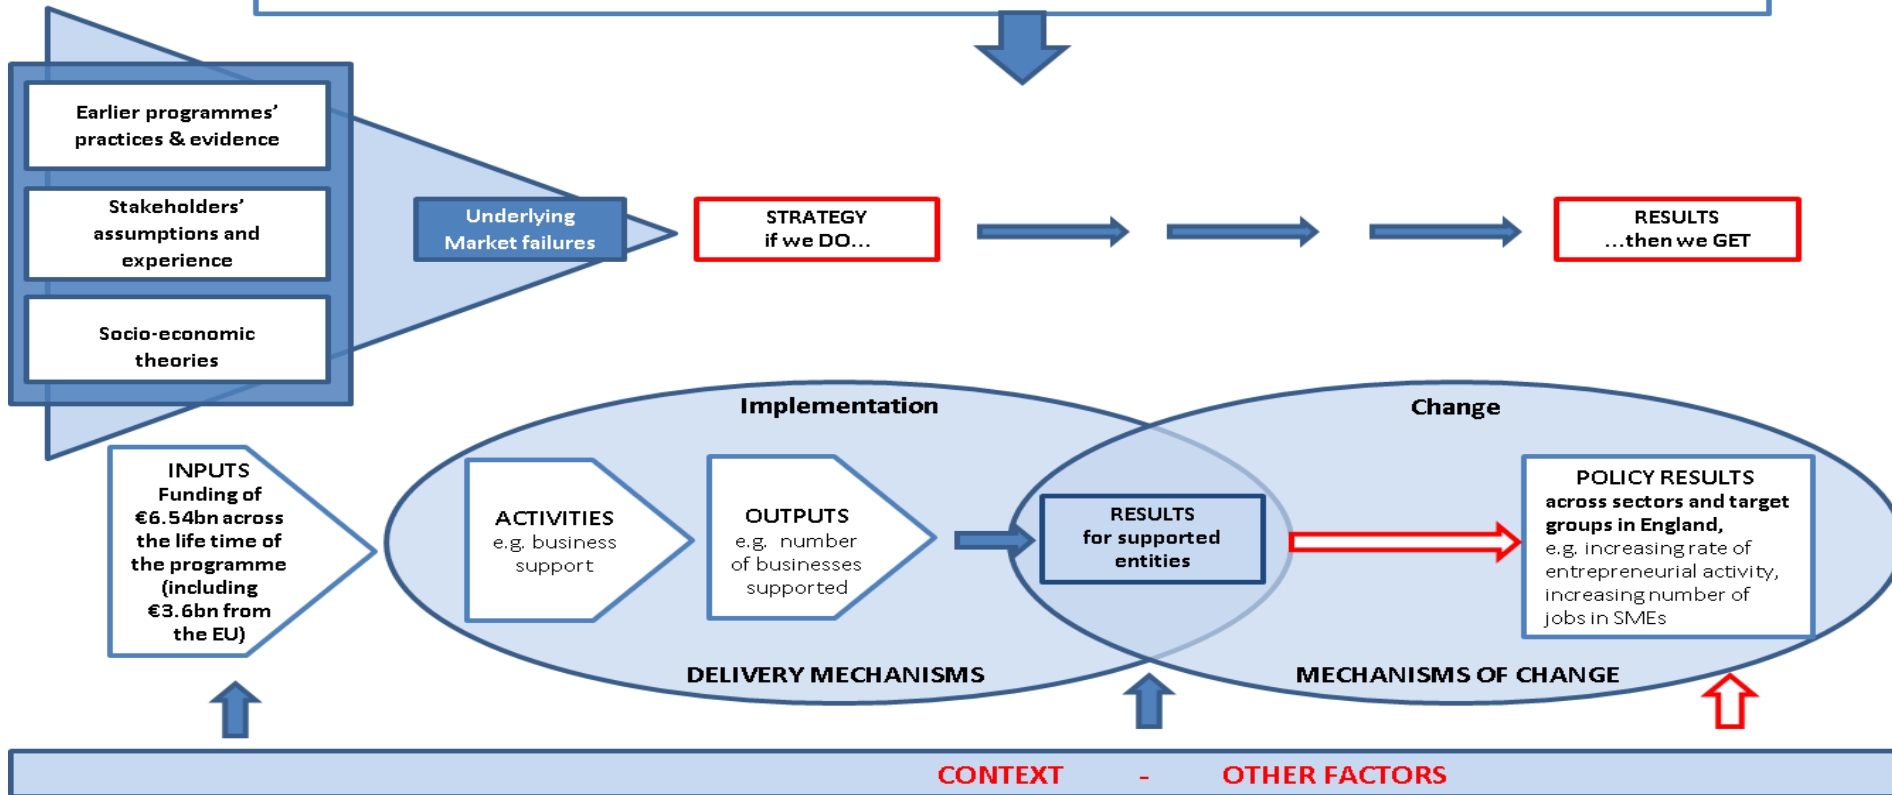 Earlier programmes’
practices & evidence
Stakeholders’
assumptions and
experience
Socio-economic
theories
Underlying
Market failures
STRATEGY
if we DO...
RESULTS
...then we GET
Implementation
Change
INPUTS
Funding of
€6.54bn across
the life time of
the programme
(including
€3.6bn from
the EU)
ACTIVITIES
e.g. business
support
OUTPUTS
e.g. number
of businesses
supported
RESULTS
for supported
entities
POLICY RESULTS
across sectors and target
groups in England,
e.g. increasing rate of
entrepreneurial activity,
increasing number of
jobs in SMEs
DELIVERY MECHANISMS
MECHANISMS OF CHANGE
CONTEXT - OTHER FACTORS